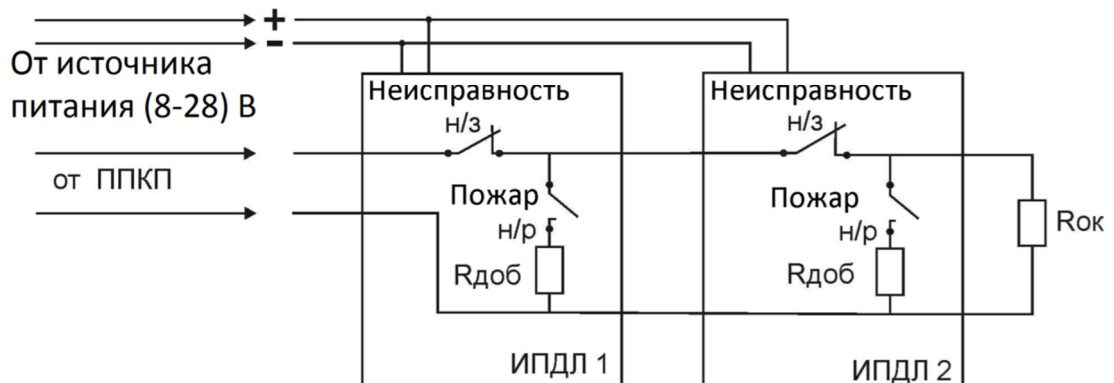 +
-
От источника
питания (8-28) В
Неисправность
Неисправность
н/з
н/з
от ППКП
Пожар
Пожар
н/р
н/р
Rдоб
Rдоб
Rок
ИПДЛ 1
ИПДЛ 2